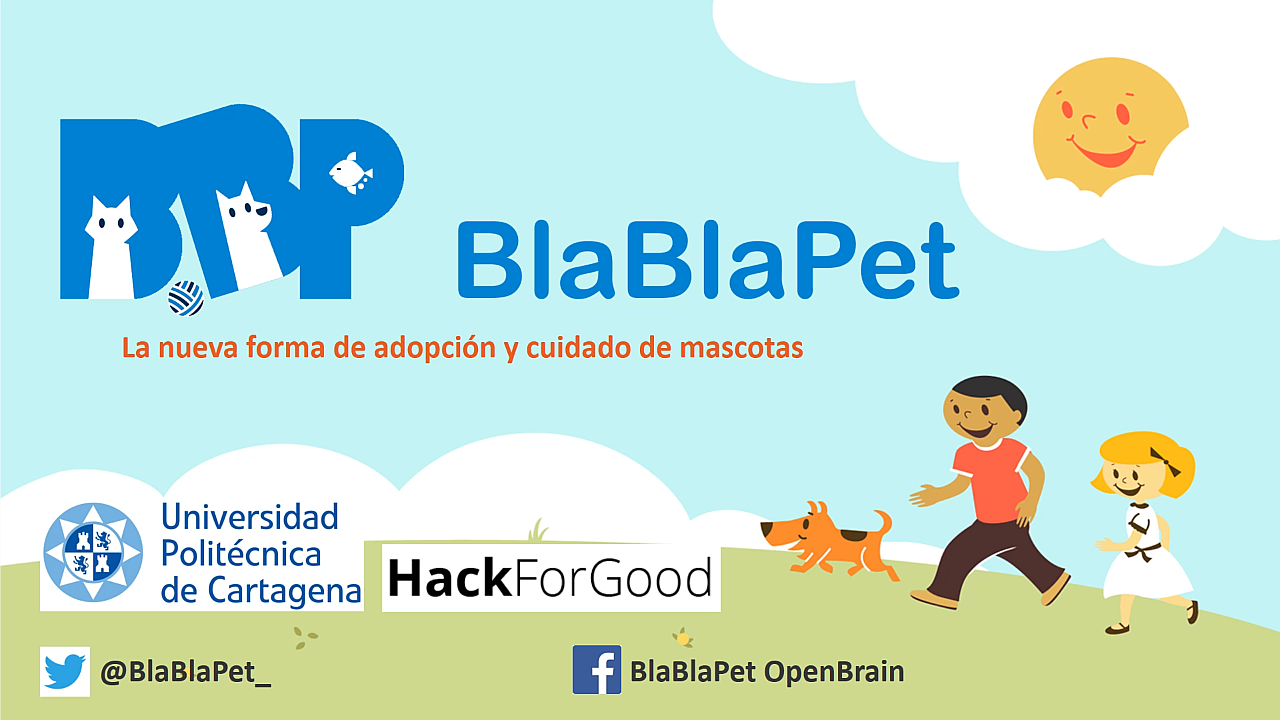 BBP
BlaBlaPet
La nueva forma de adopción y cuidado de mascotas
Universidad
Politécnica
de Cartagena
HackForGood
@BlaBlaPet_
BlaBlaPet OpenBrain